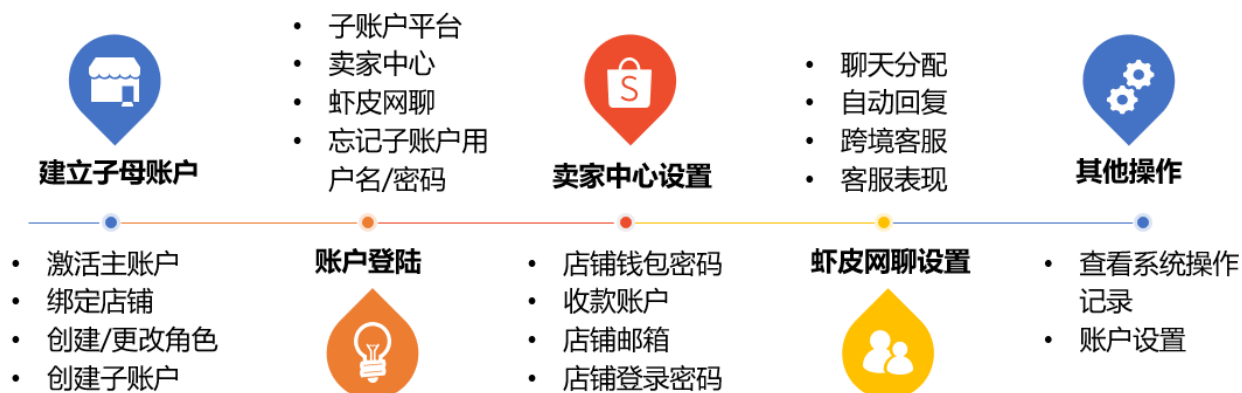 建立子母账户
• 激活主账户
• 绑定店铺
• 创建/更改角色
• 创建子账户
• 子账户平台
• 卖家中心
• 虾皮网聊
• 忘记子账户用
户名/密码
账户登陆
S
卖家中心设置
• 店铺钱包密码
• 收款账户
• 店铺邮箱
• 店铺登录密码
• 聊天分配
• 自动回复
• 跨境客服
• 客服表现
虾皮网聊设置
其他操作
• 查看系统操作
记录
• 账户设置